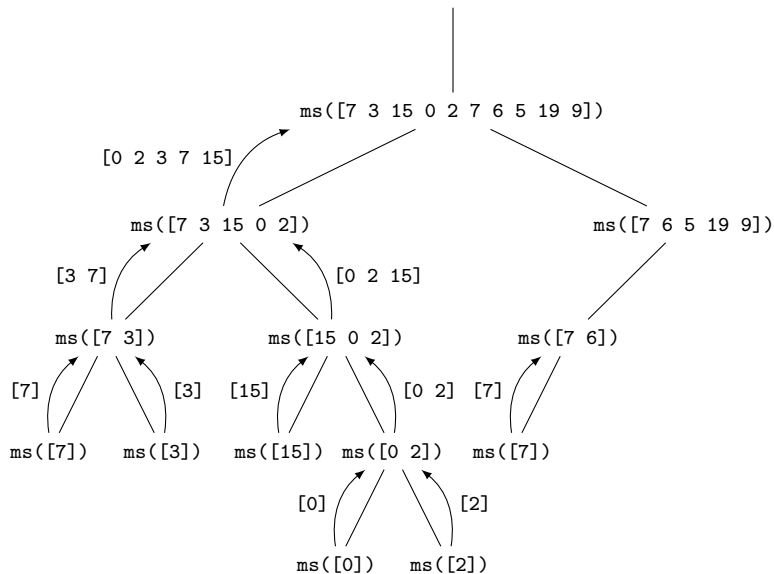 ms([7 3 15 0 2 7 6 5 19 9])
[0 2 3 7 15]
ms([7 3 15 0 2])
ms([7 6 5 19 9])
[3 7]
[0 2 15]
ms([7 3])
ms([15 0 2])
ms([7 6])
[7]
[3]
[15]
[0 2]
[7]
ms([7])
ms([3])
ms([15])
ms([0 2])
ms([7])
[0]
[2]
ms([0])
ms([2])